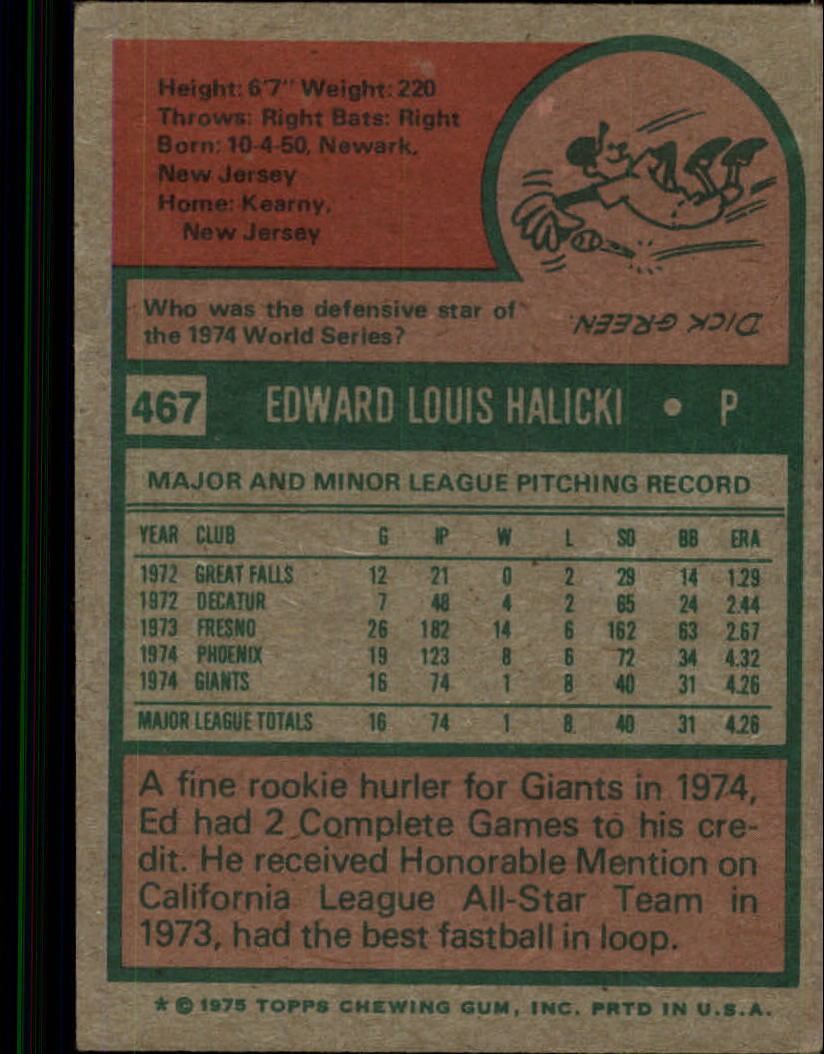 Height: 6'7" Weight: 220
Throws: Right Bats: Right
Born: 10-4-50, Newark,
New Jersey
Home: Kearny,
New Jersey
Who was the defensive star of
the 1974 World Series?
DICK GREEN.
467 EDWARD LOUIS HALICKI • P
MAJOR AND MINOR LEAGUE PITCHING RECORD
YEAR CLUB G IP W L SO BB ERA
1972 GREAT FALLS 12 21 0 2 29 14 1.29
1972 DECATUR 7 48 4 2 65 24 2.44
1973 FRESNO 26 182 14 6 162 63 2.67
1974 PHOENIX 19 123 8 6 72 34 4.32
1974 GIANTS 16 74 1 8 40 31 4.26
MAJOR LEAGUE TOTALS 16 74 1 8 40 31 4.26
A fine rookie hurler for Giants in 1974,
Ed had 2 Complete Games to his cre-
dit. He received Honorable Mention on
California League All-Star Team in
1973, had the best fastball in loop.
* © 1975 TOPPS CHEWING GUM, INC. PRTD IN U.S.A.